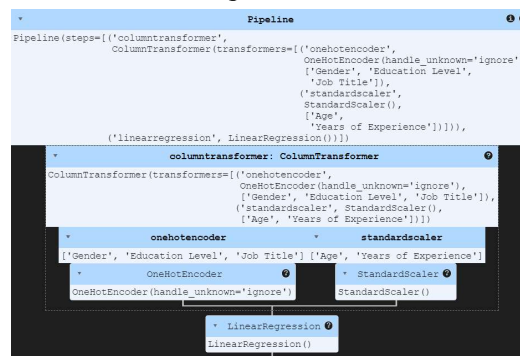 Pipeline
Pipeline(steps=[('columntransformer',
ColumnTransformer(transformers=[('onehotencoder',
OneHotEncoder(handle_unknown='ignore'
['Gender', 'Education Level',
'Job Title']),
('standardscaler',
StandardScaler(),
['Age',
'Years of Experience'])])),
('linearregression', LinearRegression())])
columntransformer: ColumnTransformer
ColumnTransformer(transformers=[('onehotencoder',
OneHotEncoder(handle_unknown='ignore'),
['Gender', 'Education Level', 'Job Title']),
('standardscaler', StandardScaler(),
['Age', 'Years of Experience'])])
onehotencoder standardscaler
['Gender', 'Education Level', 'Job Title'] ['Age', 'Years of Experience']
OneHotEncoder ? StandardScaler ?
OneHotEncoder(handle_unknown='ignore') StandardScaler()
LinearRegression ?
LinearRegression()